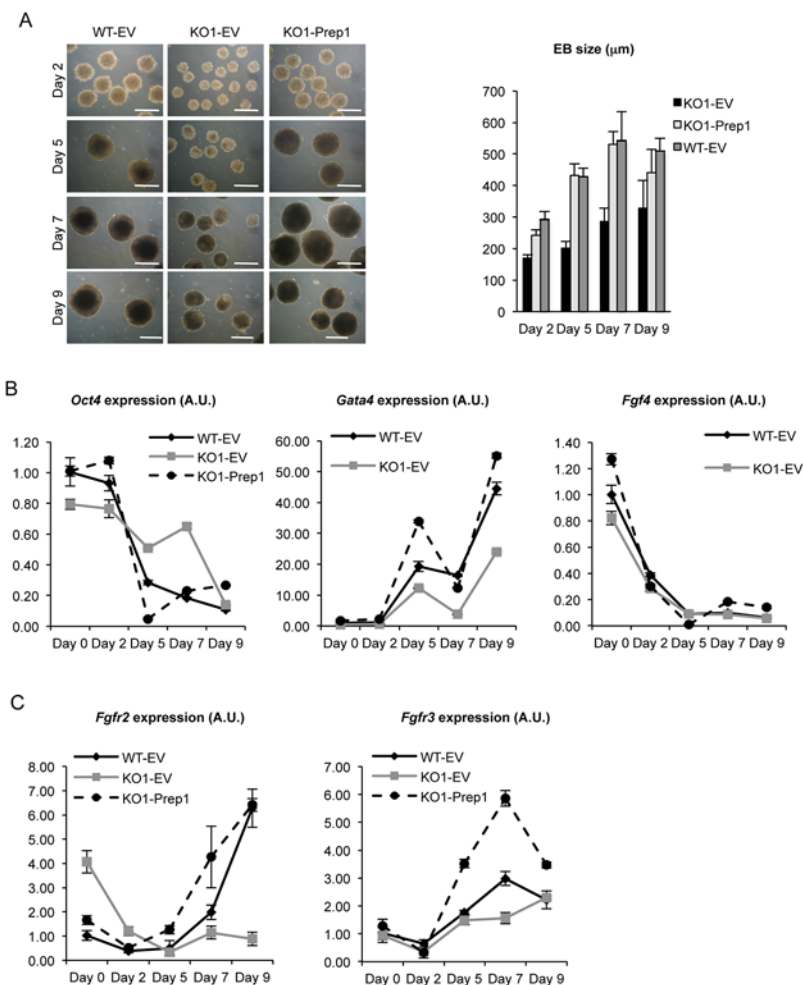 A
WT-EV KO1-EV KO1-Prep1
Day 2
Day 5
Day 7
Day 9
EB size (μm)
700
600
500
400
300
200
100
0
Day 2 Day 5 Day 7 Day 9
KO1-EV
KO1-Prep1
WT-EV
B
Oct4 expression (A.U.)
1.20
1.00
0.80
0.60
0.40
0.20
0.00
Day 0 Day 2 Day 5 Day 7 Day 9
WT-EV
KO1-EV
KO1-Prep1
Gata4 expression (A.U.)
60.00
50.00
40.00
30.00
20.00
10.00
0.00
Day 0 Day 2 Day 5 Day 7 Day 9
WT-EV
KO1-EV
Fgf4 expression (A.U.)
1.40
1.20
1.00
0.80
0.60
0.40
0.20
0.00
Day 0 Day 2 Day 5 Day 7 Day 9
WT-EV
KO1-EV
C
Fgfr2 expression (A.U.)
8.00
7.00
6.00
5.00
4.00
3.00
2.00
1.00
0.00
Day 0 Day 2 Day 5 Day 7 Day 9
WT-EV
KO1-EV
KO1-Prep1
Fgfr3 expression (A.U.)
7.00
6.00
5.00
4.00
3.00
2.00
1.00
0.00
Day 0 Day 2 Day 5 Day 7 Day 9
WT-EV
KO1-EV
KO1-Prep1